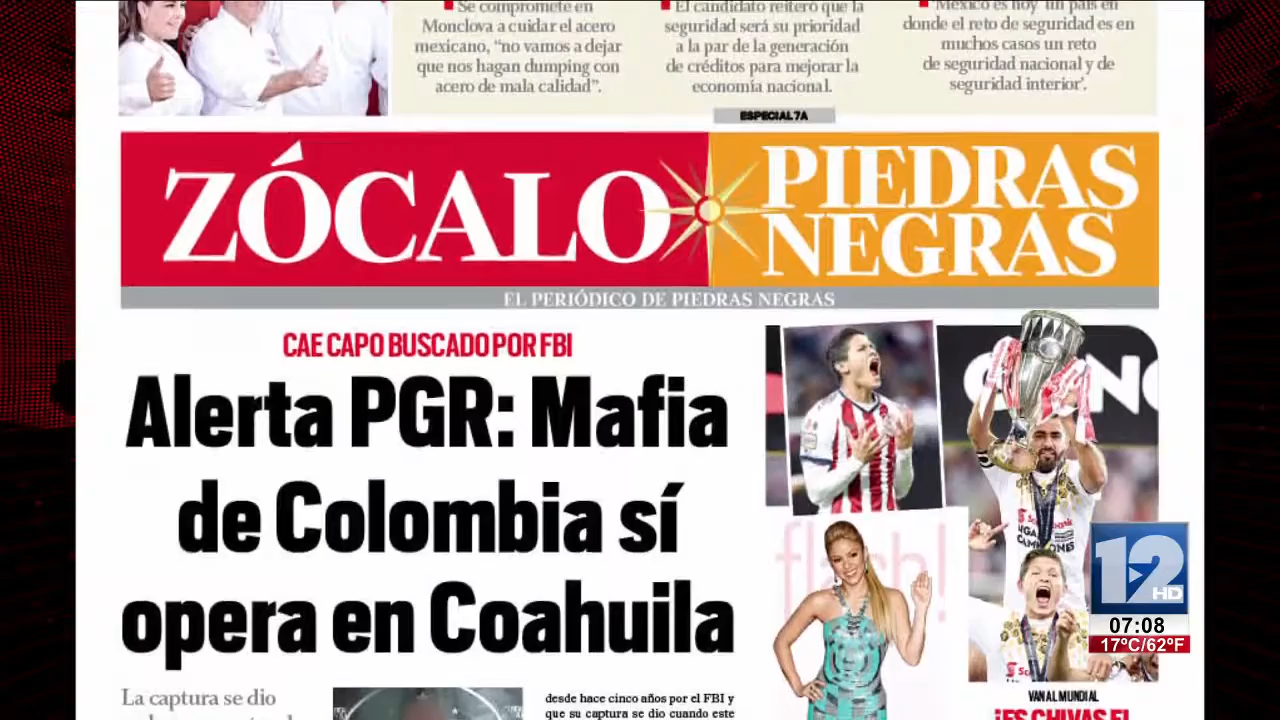 Se compromete en
Monclova a cuidar el acero
mexicano, “no vamos a dejar
que nos hagan dumping con
acero de mala calidad”.
El candidato reiteró que la
seguridad será su prioridad
a la par de la generación
de créditos para mejorar la
economía nacional.
México es hoy 'un país en
donde el reto de seguridad es en
muchos casos un reto
de seguridad nacional y de
seguridad interior'.
ESPECIAL 7A
ZÓCALO
PIEDRAS
NEGRAS
EL PERIÓDICO DE PIEDRAS NEGRAS
CAE CAPO BUSCADO POR FBI
Alerta PGR: Mafia
de Colombia sí
opera en Coahuila
La captura se dio
desde hace cinco años por el FBI y
que su captura se dio cuando este
flash!
Scotiabank
LIGA
CAMPEONES
VAN AL MUNDIAL
¡ES CHIVAS EL
12
HD
07:08
17°C/62°F